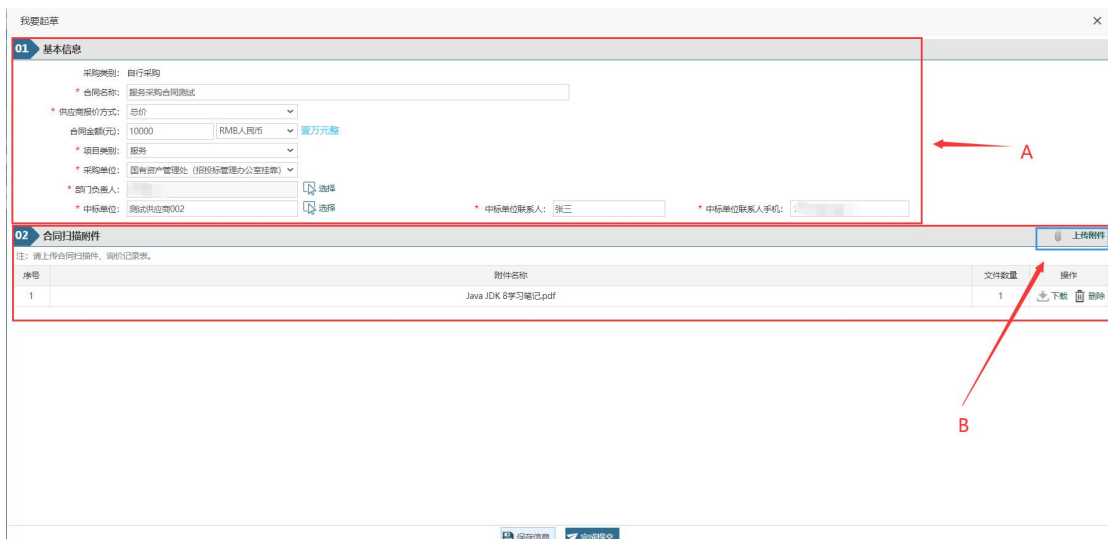 我要起草 ×
01 基本信息
采购类别: 自行采购
* 合同名称: 服务采购合同测试
* 供应商报价方式: 总价
合同金额(元): 10000 RMB人民币 壹万元整
* 项目类别: 服务
* 采购单位: 国有资产管理处（招投标管理办公室挂靠）
* 部门负责人: 选择
* 中标单位: 测试供应商002 选择 * 中标单位联系人: 张三 * 中标单位联系人手机:
A
02 合同扫描附件 上传附件
注: 请上传合同扫描件、询价记录表。
序号 附件名称 文件数量 操作
1 Java JDK 8学习笔记.pdf 1 下载 删除
B
保存信息 完成提交